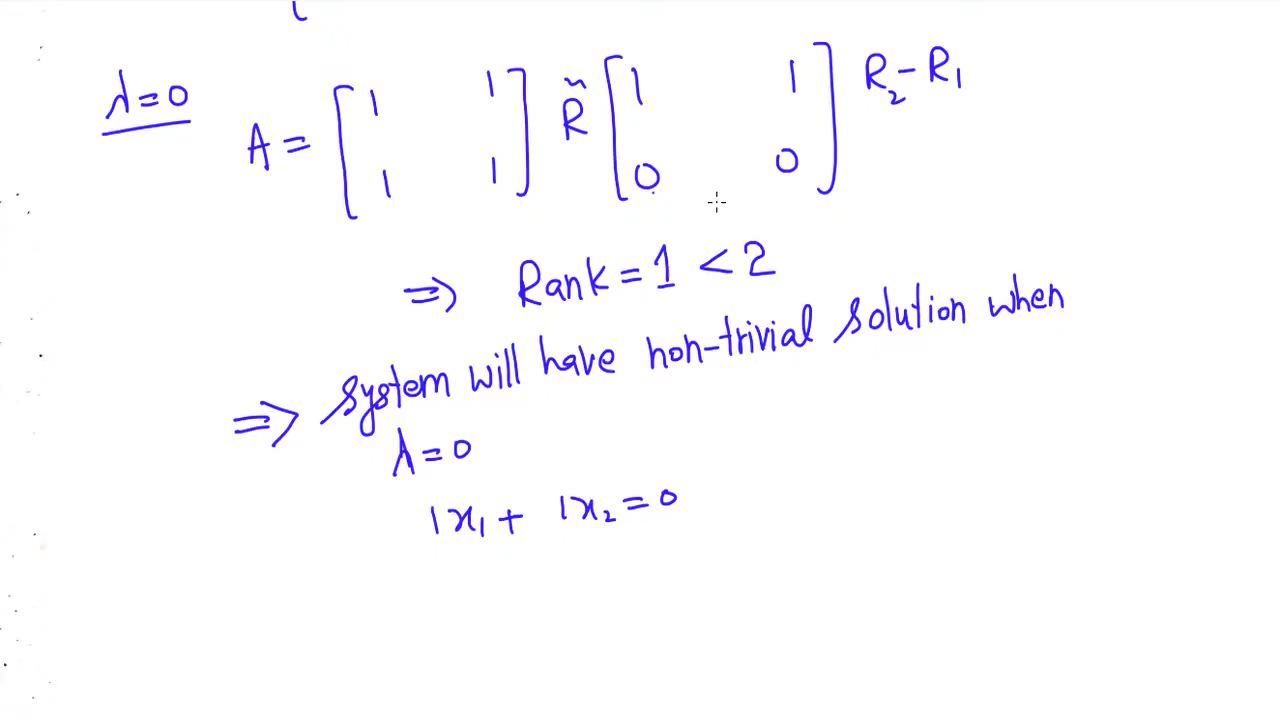 λ=0
A = [1 1; 1 1] R̃ [1 1; 0 0] R₂-R₁
⇒ Rank = 1 < 2
⇒ System will have non-trivial solution when
λ=0
1x₁ + 1x₂ = 0